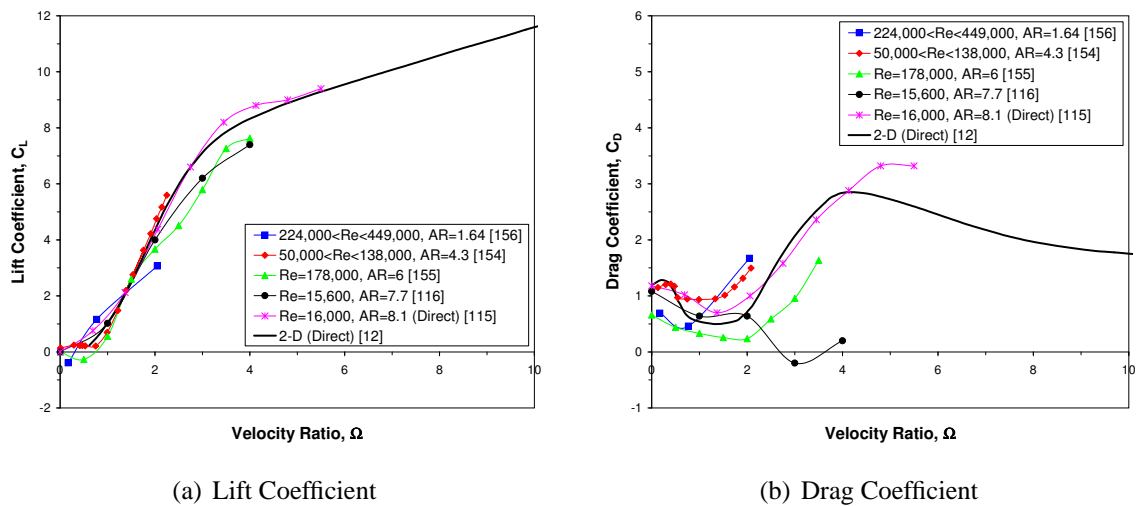 12
10
8
6
4
2
0
-2
0
2
4
6
8
10
Lift Coefficient, C_L
Velocity Ratio, Ω
224,000<Re<449,000, AR=1.64 [156]
50,000<Re<138,000, AR=4.3 [154]
Re=178,000, AR=6 [155]
Re=15,600, AR=7.7 [116]
Re=16,000, AR=8.1 (Direct) [115]
2-D (Direct) [12]
(a) Lift Coefficient
6
5
4
3
2
1
0
-1
0
2
4
6
8
10
Drag Coefficient, C_D
Velocity Ratio, Ω
224,000<Re<449,000, AR=1.64 [156]
50,000<Re<138,000, AR=4.3 [154]
Re=178,000, AR=6 [155]
Re=15,600, AR=7.7 [116]
Re=16,000, AR=8.1 (Direct) [115]
2-D (Direct) [12]
(b) Drag Coefficient